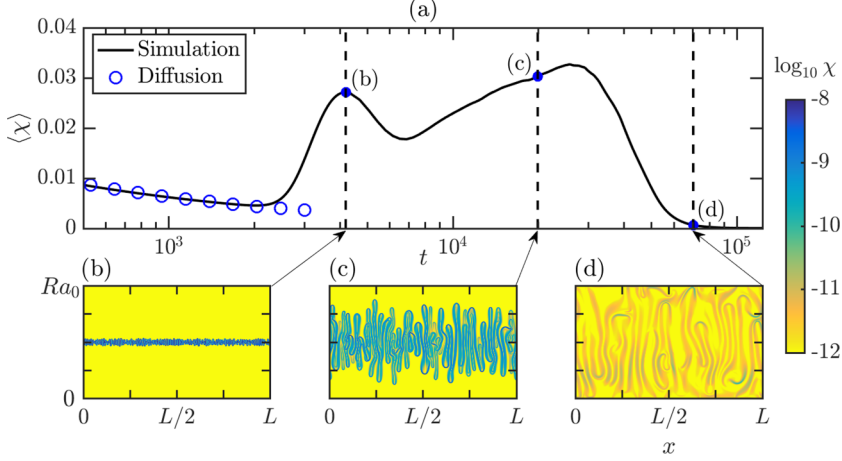 (a)
0.04
0.03
0.02
0.01
0
⟨χ⟩
Simulation
Diffusion
(b)
(c)
(d)
10³
10⁴
10⁵
t
log₁₀ χ
-8
-9
-10
-11
-12
(b)
Ra₀
0
0 L/2 L
(c)
0 L/2 L
(d)
0 L/2 L
x